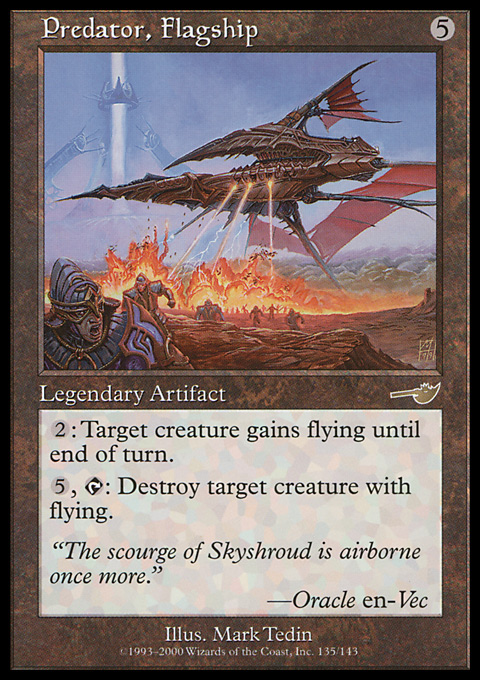 Predator, Flagship 5
Legendary Artifact
2: Target creature gains flying until
end of turn.
5, : Destroy target creature with
flying.
“The scourge of Skyshroud is airborne
once more.”
—Oracle en-Vec
Illus. Mark Tedin
©1993–2000 Wizards of the Coast, Inc. 135/143